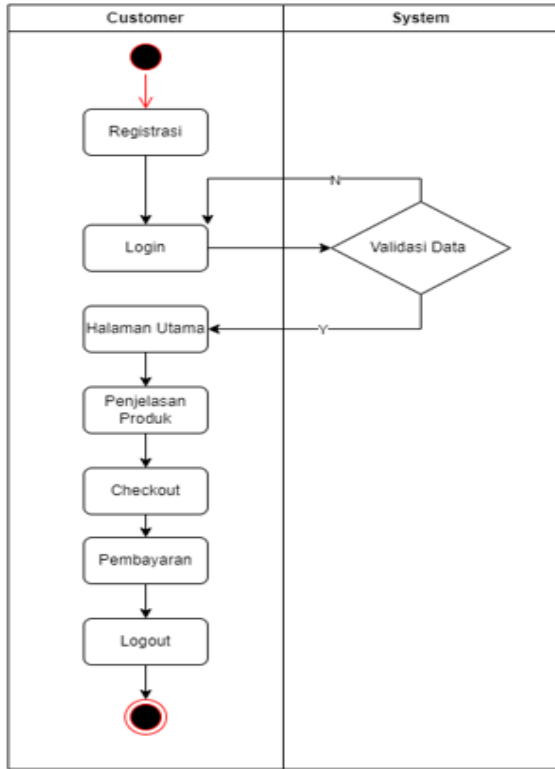 Customer
System
Registrasi
N
Login
Validasi Data
Halaman Utama
Y
Penjelasan
Produk
Checkout
Pembayaran
Logout